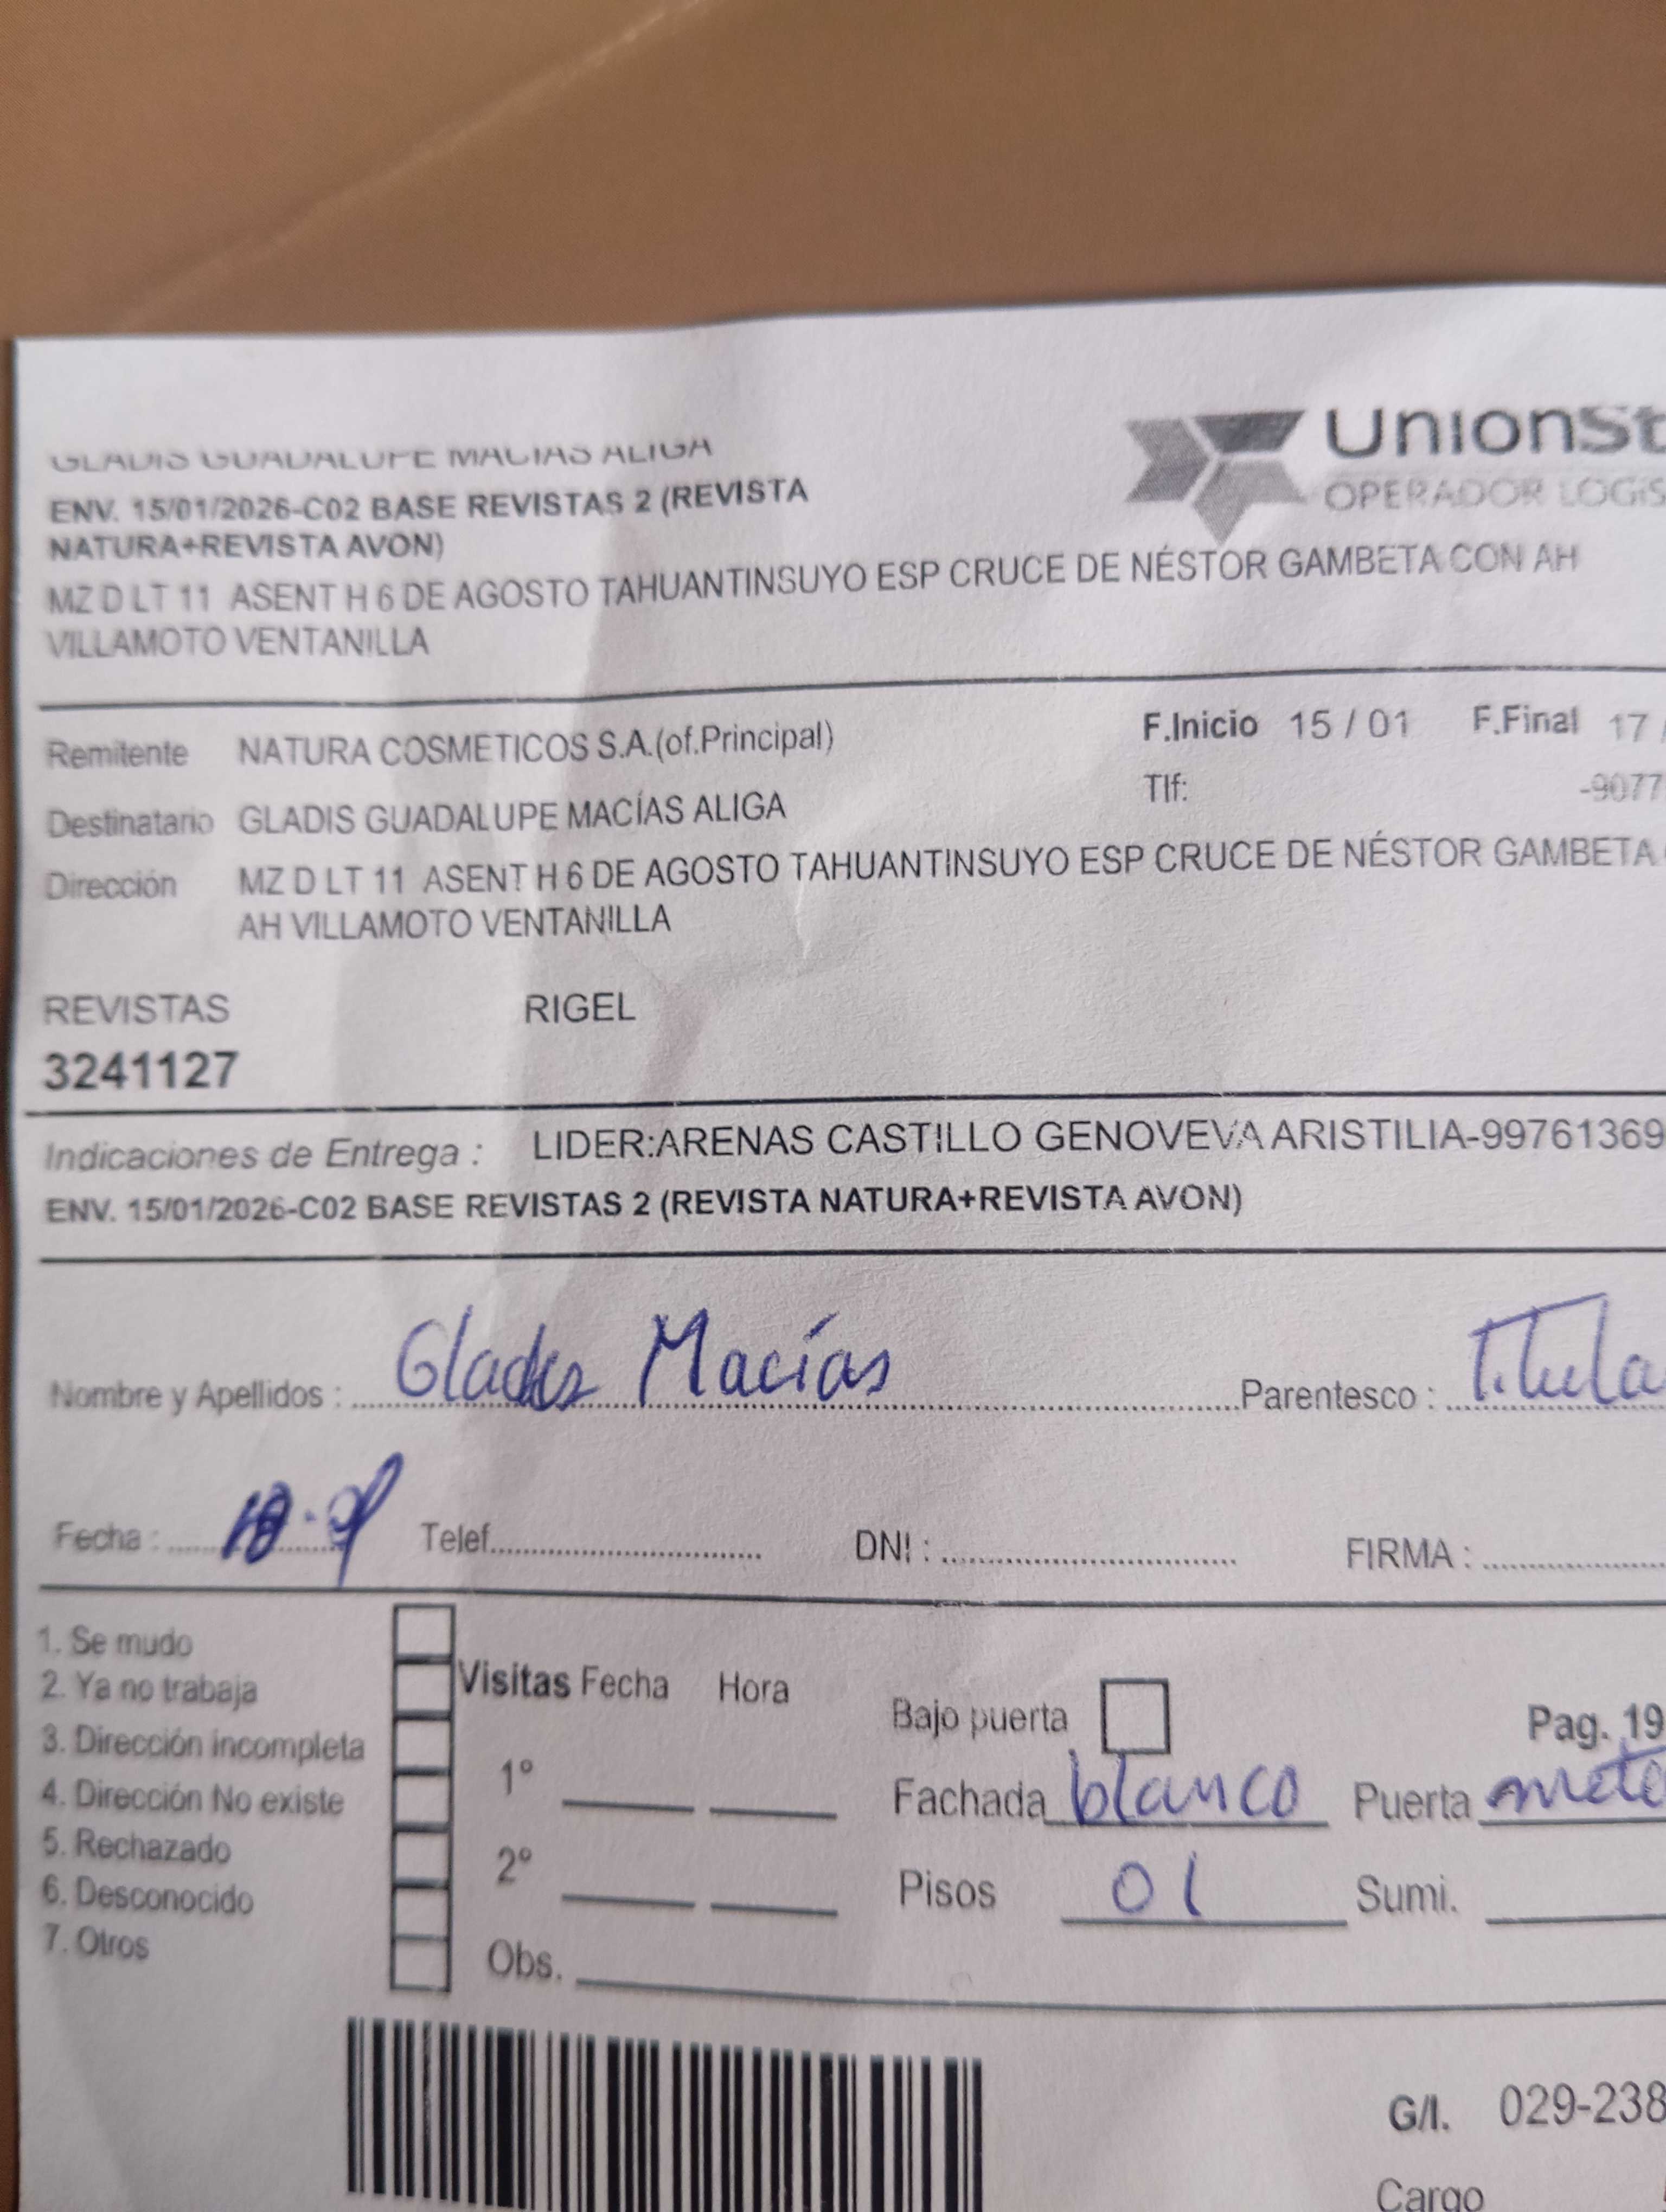 GLADIS GUADALUPE MACIAS ALIGA
UnionSt
OPERADOR LOGIS
ENV. 15/01/2026-C02 BASE REVISTAS 2 (REVISTA
NATURA+REVISTA AVON)
MZ D LT 11 ASENT H 6 DE AGOSTO TAHUANTINSUYO ESP CRUCE DE NÉSTOR GAMBETA CON AH
VILLAMOTO VENTANILLA
Remitente NATURA COSMETICOS S.A.(of.Principal) F.Inicio 15 / 01 F.Final 17 /
Tlf: -9077
Destinatario GLADIS GUADALUPE MACÍAS ALIGA
Dirección MZ D LT 11 ASENT H 6 DE AGOSTO TAHUANTINSUYO ESP CRUCE DE NÉSTOR GAMBETA
AH VILLAMOTO VENTANILLA
REVISTAS RIGEL
3241127
Indicaciones de Entrega : LIDER:ARENAS CASTILLO GENOVEVA ARISTILIA-99761369
ENV. 15/01/2026-C02 BASE REVISTAS 2 (REVISTA NATURA+REVISTA AVON)
Nombre y Apellidos : Glades Macías Parentesco : Titula
Fecha : Telef. DNI : FIRMA :
1. Se mudo
2. Ya no trabaja
3. Dirección incompleta
4. Dirección No existe
5. Rechazado
6. Desconocido
7. Otros
Visitas Fecha Hora
1°
2°
Obs.
Bajo puerta Pag. 19
Fachada blanco Puerta meta
Pisos 01 Sumi.
G/I. 029-238
Cargo